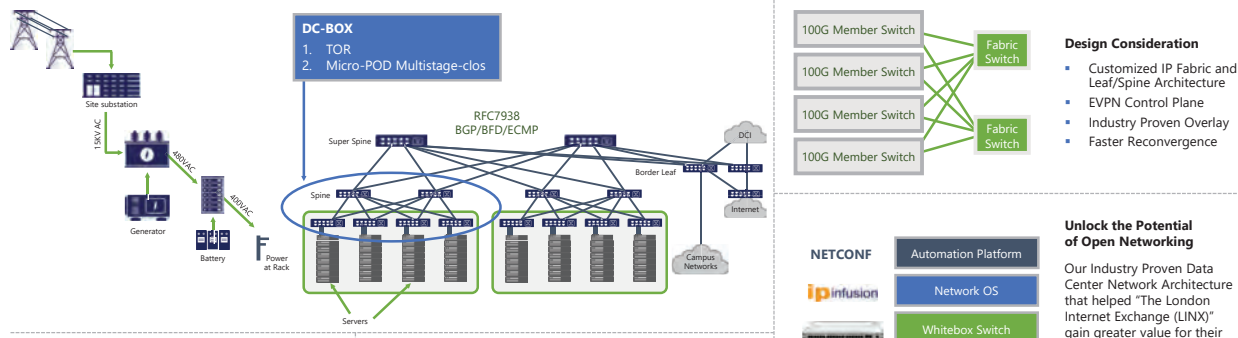 DC-BOX
1. TOR
2. Micro-POD Multistage-clos
Site substation
15KV AC
480VAC
400VAC
Generator
Battery
Power
at Rack
RFC7938
BGP/BFD/ECMP
Super Spine
Spine
Border Leaf
DCI
Internet
Campus
Networks
Servers
100G Member Switch
100G Member Switch
100G Member Switch
100G Member Switch
Fabric
Switch
Fabric
Switch
Design Consideration
▪ Customized IP Fabric and
Leaf/Spine Architecture
▪ EVPN Control Plane
▪ Industry Proven Overlay
▪ Faster Reconvergence
NETCONF
Automation Platform
ipinfusion
Network OS
Whitebox Switch
Unlock the Potential
of Open Networking
Our Industry Proven Data
Center Network Architecture
that helped "The London
Internet Exchange (LINX)"
gain greater value for their